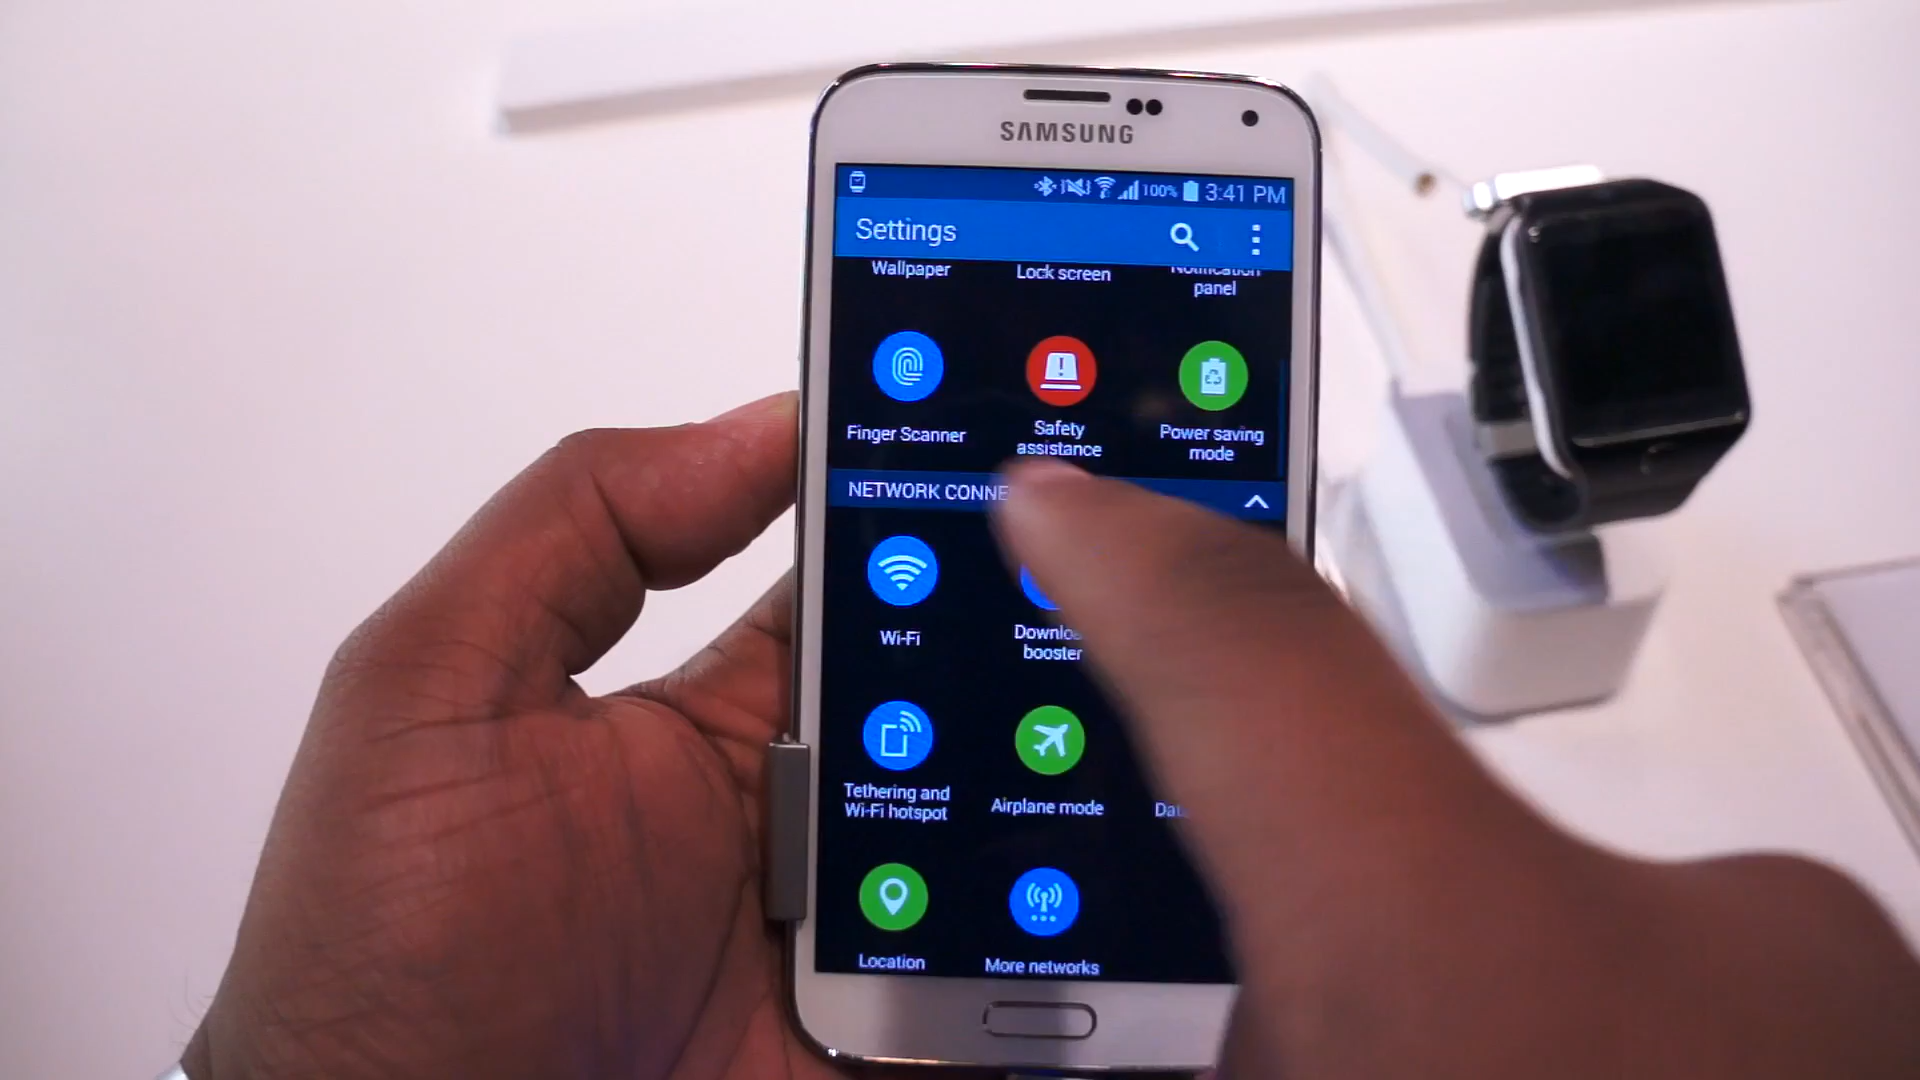 SAMSUNG
100% 3:41 PM
Settings
Wallpaper
Lock screen
Notification
panel
Finger Scanner
Safety
assistance
Power saving
mode
NETWORK
Wi-Fi
booster
Tethering and
Wi-Fi hotspot
Airplane mode
Location
More networks